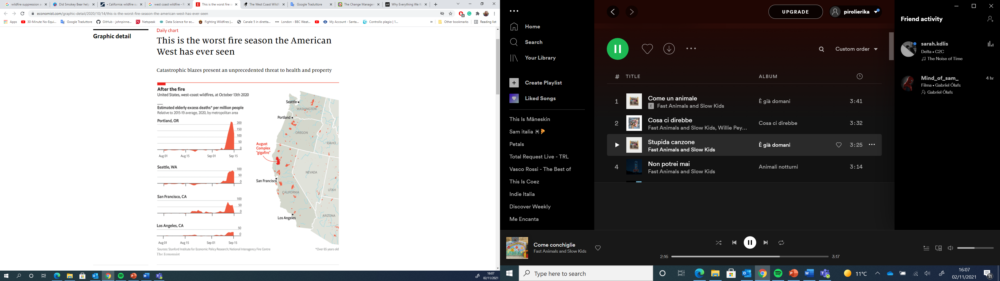 wildfire suppression ac
Did Smokey Bear help
• California: wildfire su
west coast wildfire - R
This is the worst fire se
The West Coast Wildfi
Google Traduttore
The Change Managem
Why Everything We K
economist.com/graphic-detail/2020/10/14/this-is-the-worst-fire-season-the-american-west-has-ever-seen
Apps
30-Minute No-Equi...
Google Traduttore
GitHub - johnpinne...
Netspeak
Data Science for ec...
Fighting Wildfires |...
Canale 5 in diretta...
London - BBC Weat...
My Account - Santa...
Controllo plagio | 1...
»
Other bookmarks
Reading list
Graphic detail
Daily chart
This is the worst fire season the American
West has ever seen
Catastrophic blazes present an unprecedented threat to health and property
After the fire
United States, west-coast wildfires, at October 13th 2020
Estimated elderly excess deaths* per million people
Relative to 2015-19 average, 2020, by metropolitan area
Portland, OR
200
150
100
50
0
Aug 01
Aug 15
Sep 01
Sep 15
Seattle, WA
100
50
0
San Francisco, CA
100
50
0
Los Angeles, CA
50
0
Aug 01
Aug 15
Sep 01
Sep 15
Seattle
WASHINGTON
Portland
OREGON
IDAHO
August
Complex
"gigafire"
NEVADA
San Francisco
UTAH
CALIFORNIA
ARIZONA
Los Angeles
Sources: Stanford Institute for Economic Policy Research; National Interagency Fire Centre
*Over 65 years old
The Economist
16:07
02/11/2021
Home
Search
Your Library
Create Playlist
Liked Songs
This Is Måneskin
Sam italia 🕷🍕
Petals
Total Request Live - TRL
Vasco Rossi - The Best of
This Is Coez
Indie Italia
Discover Weekly
Me Encanta
UPGRADE
pirolierika
Custom order
# TITLE
ALBUM
1
Come un animale
E Fast Animals and Slow Kids
È già domani
3:41
2
Cosa ci direbbe
Fast Animals and Slow Kids, Willie Pey...
Cosa ci direbbe
3:32
Stupida canzone
Fast Animals and Slow Kids
È già domani
3:25
4
Non potrei mai
Fast Animals and Slow Kids
Animali notturni
3:14
Friend activity
sarah.kdlis
Delta • C2C
The Noise of Time
Mind_of_sam_
4 hr
Filma • Gabríel Ólafs
Gabríel Ólafs
Come conchiglie
Fast Animals and Slow Kids
2:16
3:17
Type here to search
11°C
16:07
02/11/2021
11